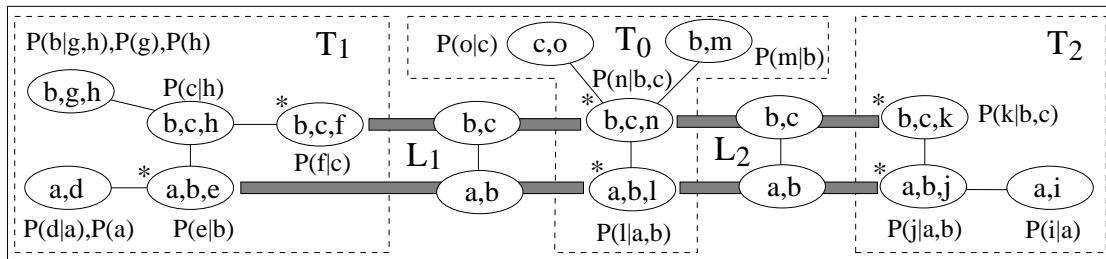 P(b|g,h),P(g),P(h)
T1
P(o|c)
c,o
T0
b,m
P(m|b)
T2
b,g,h
P(c|h)
P(n|b,c)
*
b,c,h
b,c,f
b,c
*
b,c,n
b,c
*
b,c,k
P(k|b,c)
P(f|c)
L1
L2
a,d
*
a,b,e
a,b
*
a,b,l
a,b
*
a,b,j
a,i
P(d|a),P(a)
P(e|b)
P(l|a,b)
P(j|a,b)
P(i|a)